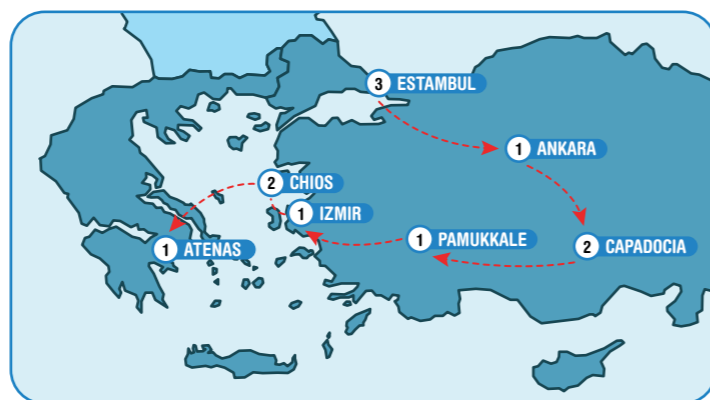 3 ESTAMBUL
1 ANKARA
2 CHIOS
1 IZMIR
1 PAMUKKALE
2 CAPADOCIA
1 ATENAS